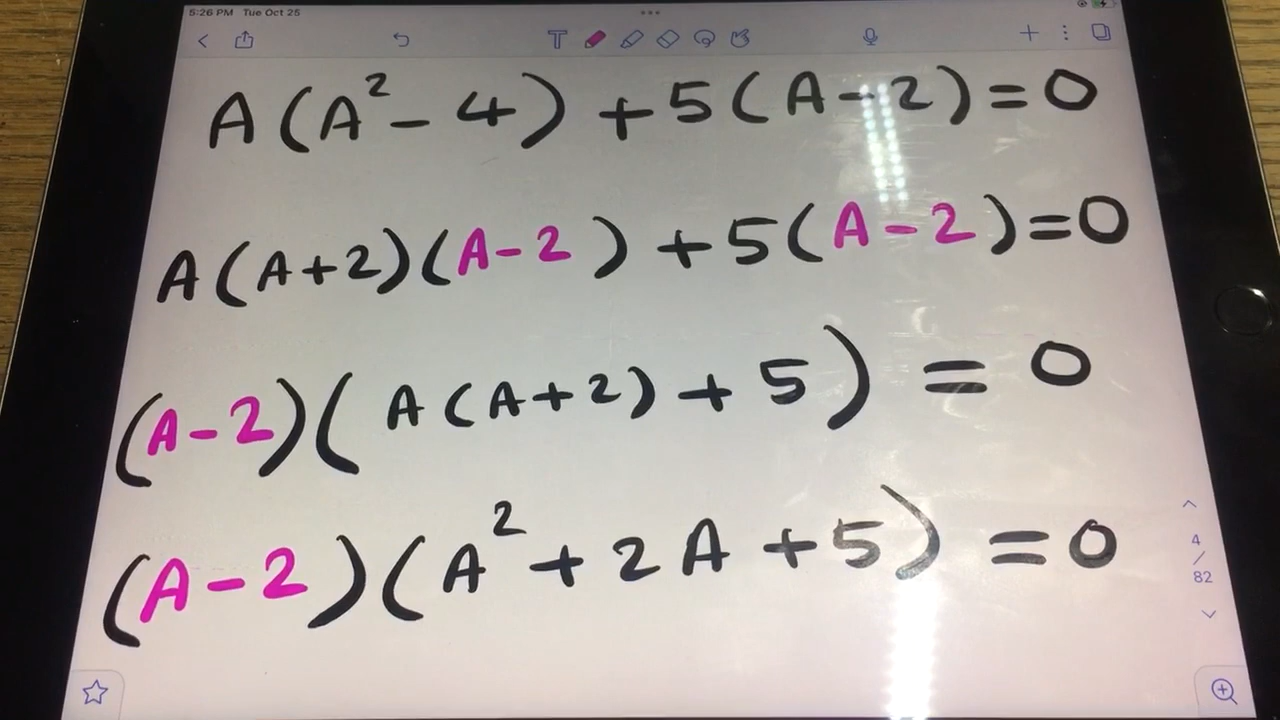 5:26 PM Tue Oct 25
A(A² - 4) + 5(A - 2) = 0
A(A+2)(A-2) + 5(A-2) = 0
(A-2)(A(A+2) + 5) = 0
(A-2)(A² + 2A + 5) = 0
4
/
82